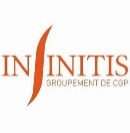 INFINITIS
GROUPEMENT DE CGP